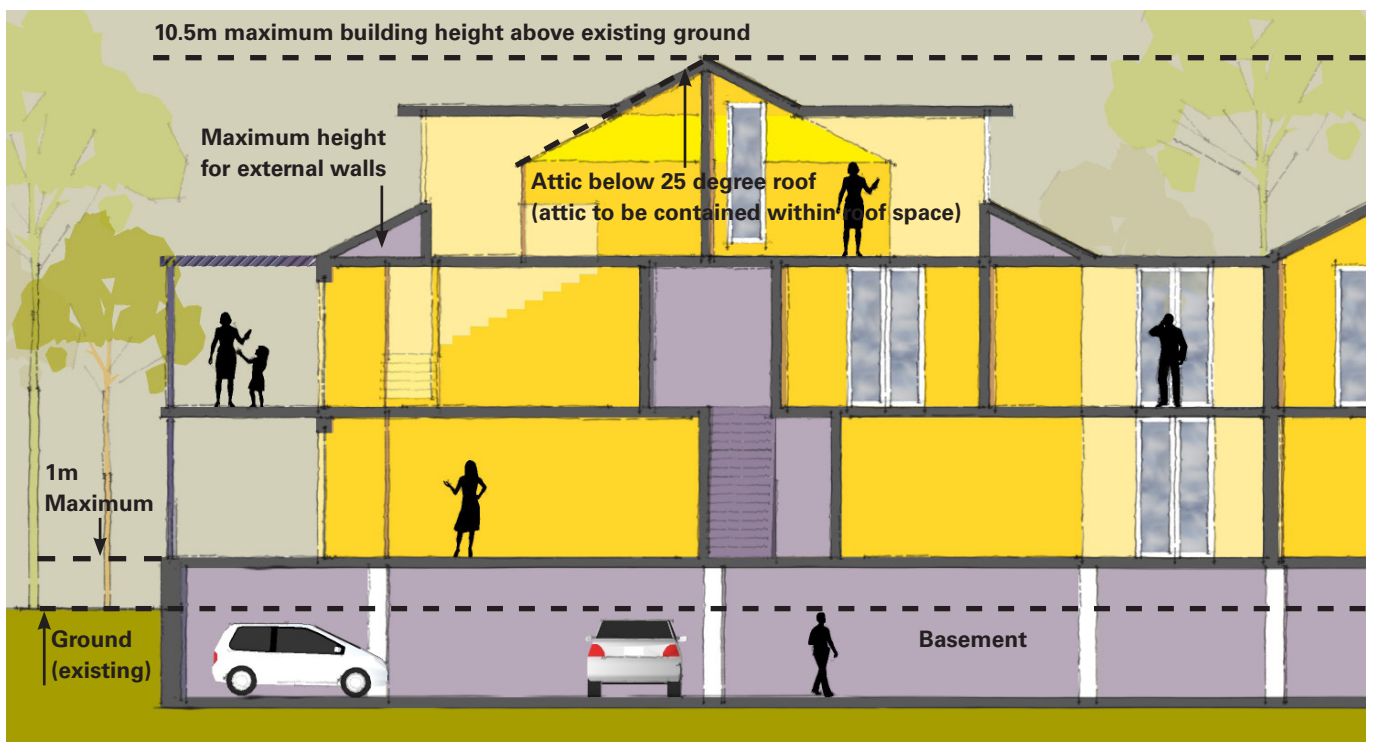 10.5m maximum building height above existing ground
Maximum height
for external walls
Attic below 25 degree roof
(attic to be contained within roof space)
1m
Maximum
Ground
(existing)
Basement